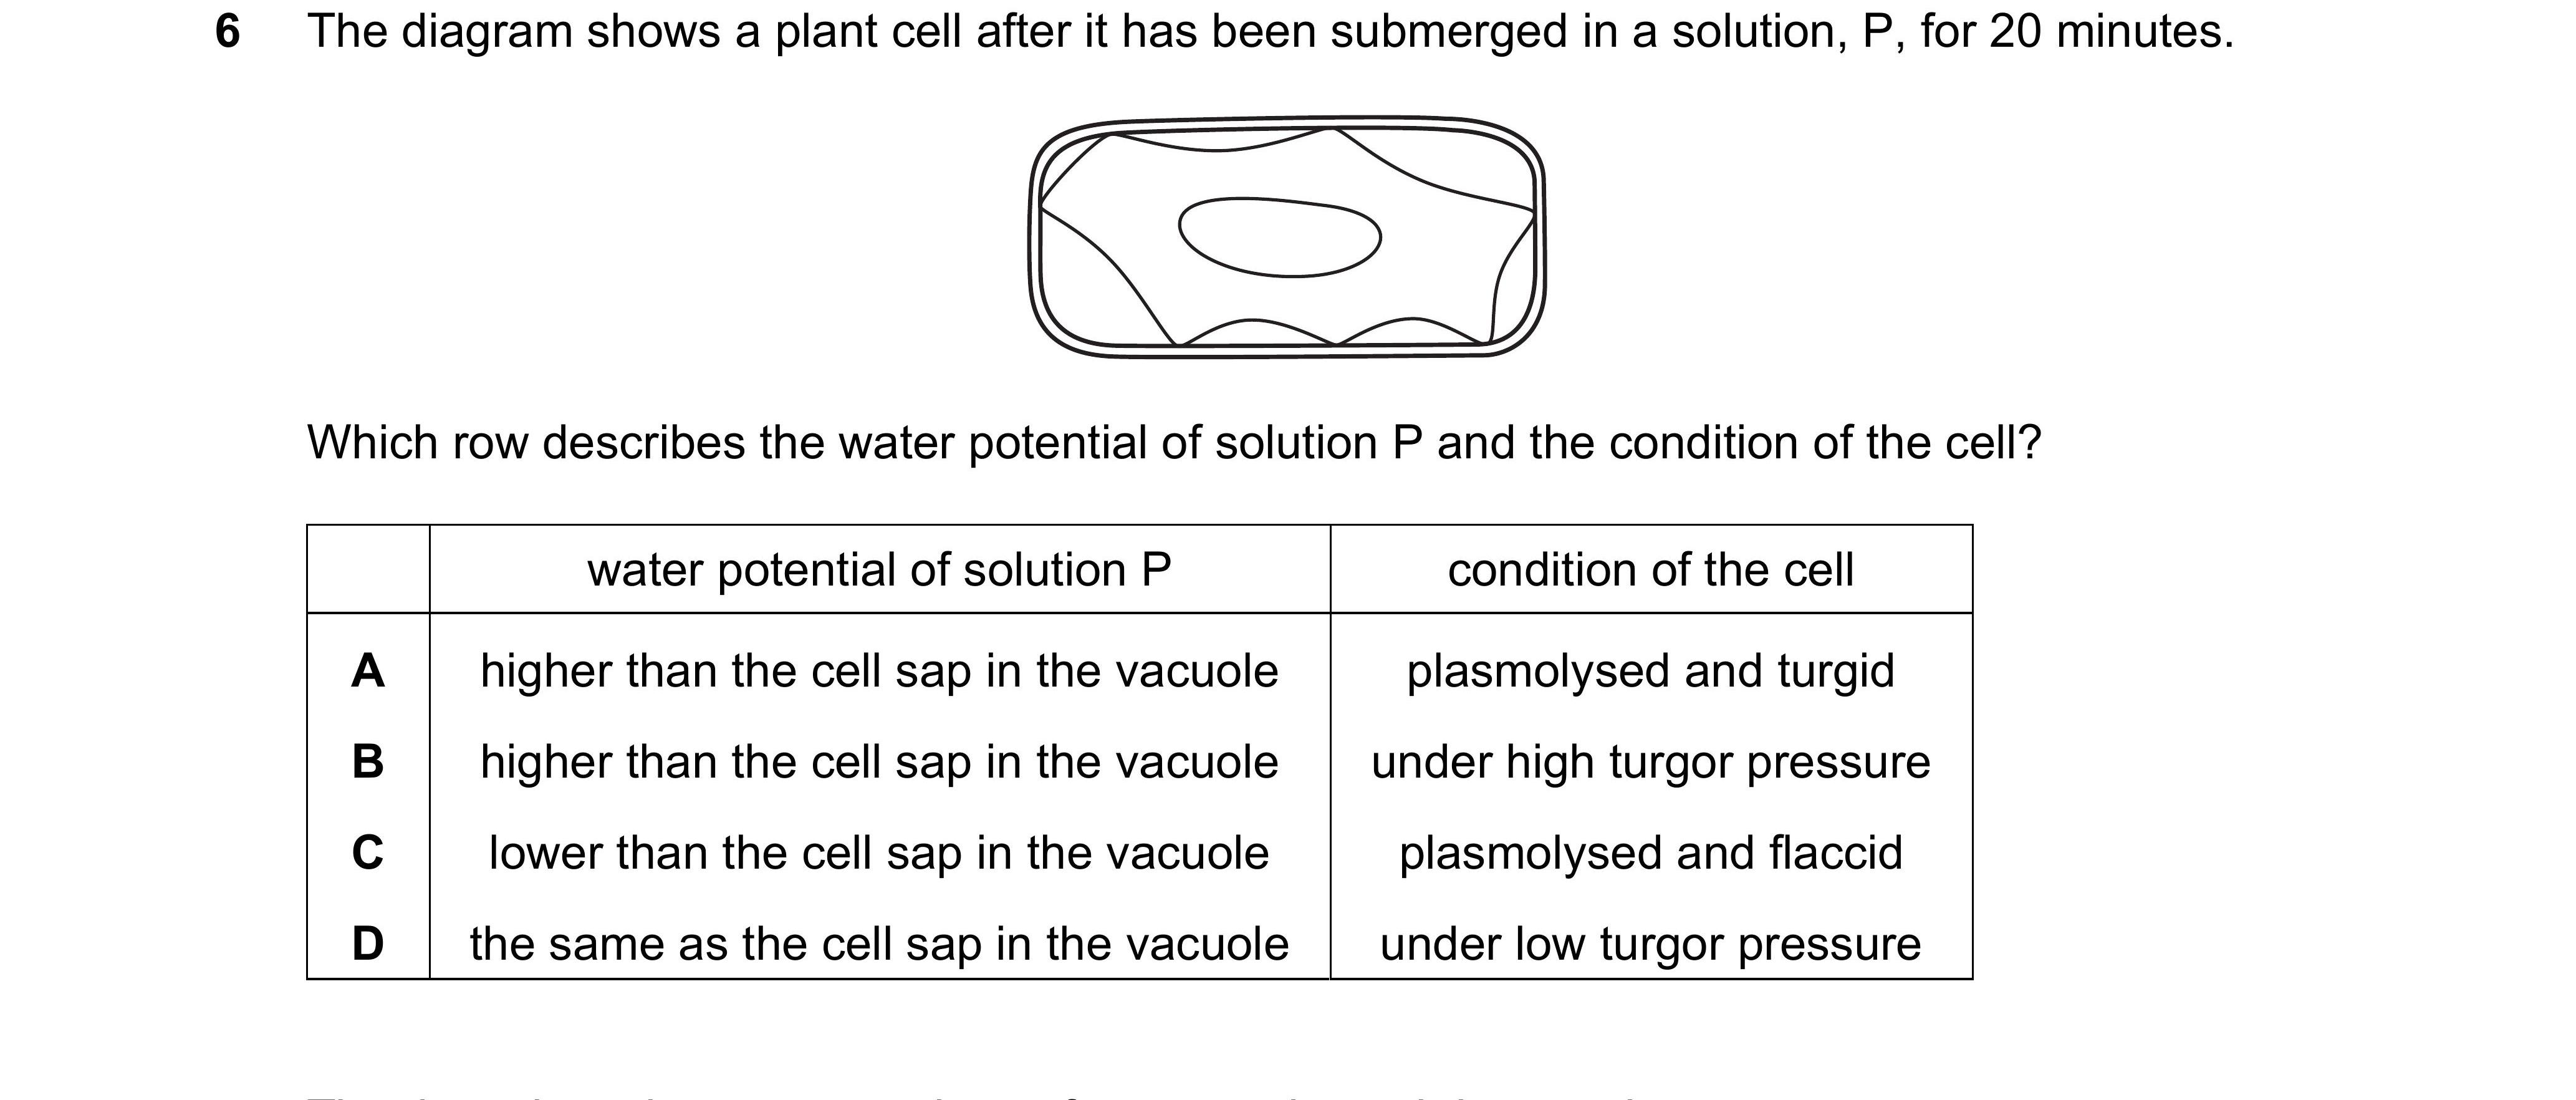 6 The diagram shows a plant cell after it has been submerged in a solution, P, for 20 minutes.
Which row describes the water potential of solution P and the condition of the cell?
water potential of solution P condition of the cell
A higher than the cell sap in the vacuole plasmolysed and turgid
B higher than the cell sap in the vacuole under high turgor pressure
C lower than the cell sap in the vacuole plasmolysed and flaccid
D the same as the cell sap in the vacuole under low turgor pressure